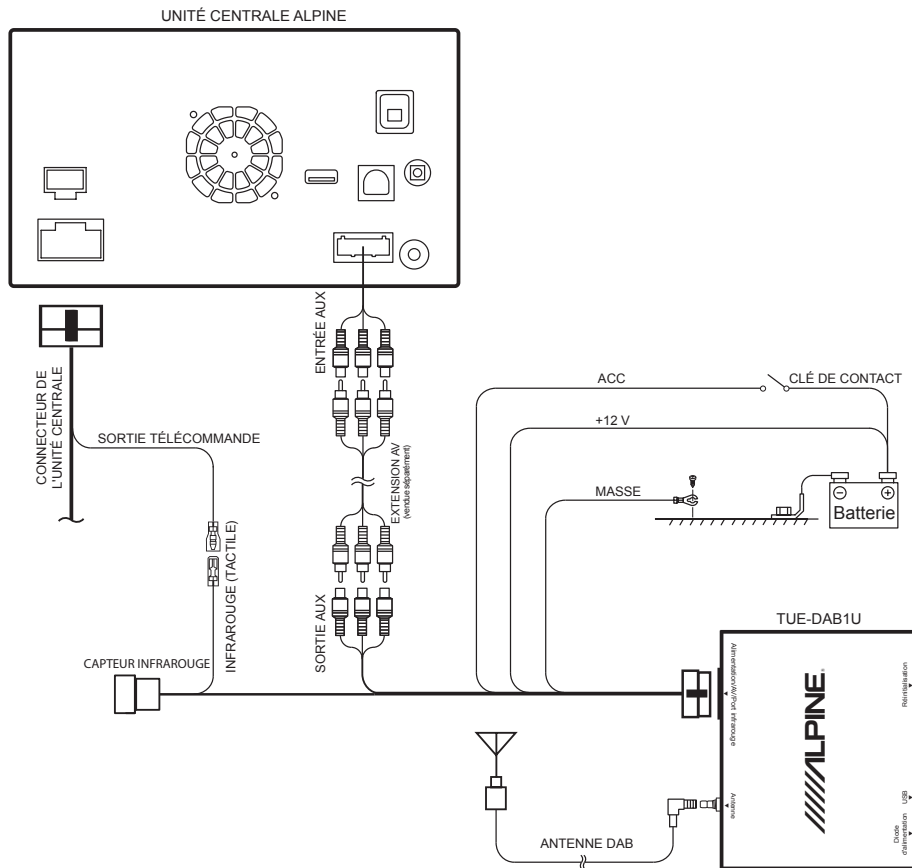 UNITÉ CENTRALE ALPINE
CONNECTEUR DE
L'UNITÉ CENTRALE
SORTIE TÉLÉCOMMANDE
INFRAROUGE (TACTILE)
CAPTEUR INFRAROUGE
ENTRÉE AUX
EXTENSION AV
(vendue séparément)
SORTIE AUX
ACC
CLÉ DE CONTACT
+12 V
MASSE
Batterie
TUE-DAB1U
Alimentation/AV/Port infrarouge
Antenne
ALPINE
Réinitialisation
USB
Diode
d'alimentation
ANTENNE DAB